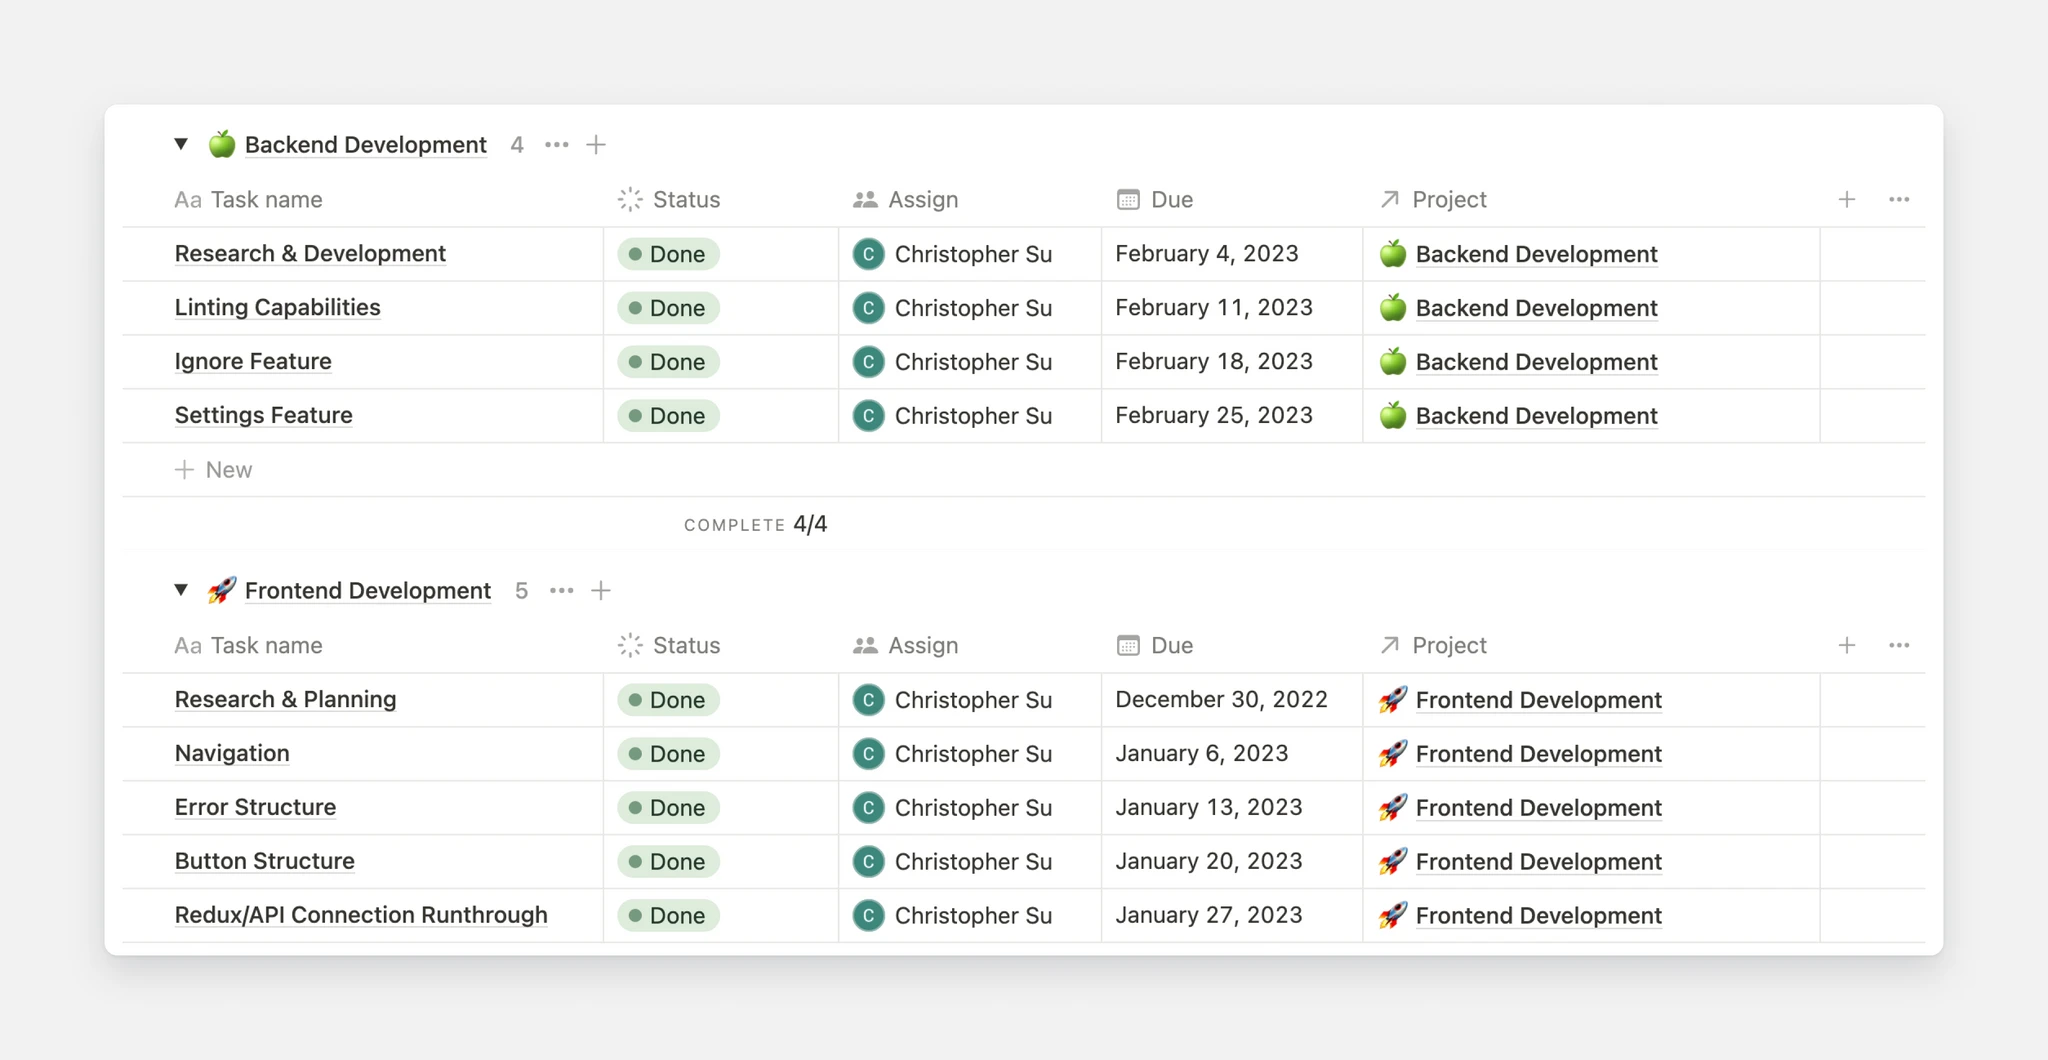 Backend Development 4
Aa Task name Status Assign Due Project
Research & Development Done C Christopher Su February 4, 2023 Backend Development
Linting Capabilities Done C Christopher Su February 11, 2023 Backend Development
Ignore Feature Done C Christopher Su February 18, 2023 Backend Development
Settings Feature Done C Christopher Su February 25, 2023 Backend Development
+ New
COMPLETE 4/4
Frontend Development 5
Aa Task name Status Assign Due Project
Research & Planning Done C Christopher Su December 30, 2022 Frontend Development
Navigation Done C Christopher Su January 6, 2023 Frontend Development
Error Structure Done C Christopher Su January 13, 2023 Frontend Development
Button Structure Done C Christopher Su January 20, 2023 Frontend Development
Redux/API Connection Runthrough Done C Christopher Su January 27, 2023 Frontend Development